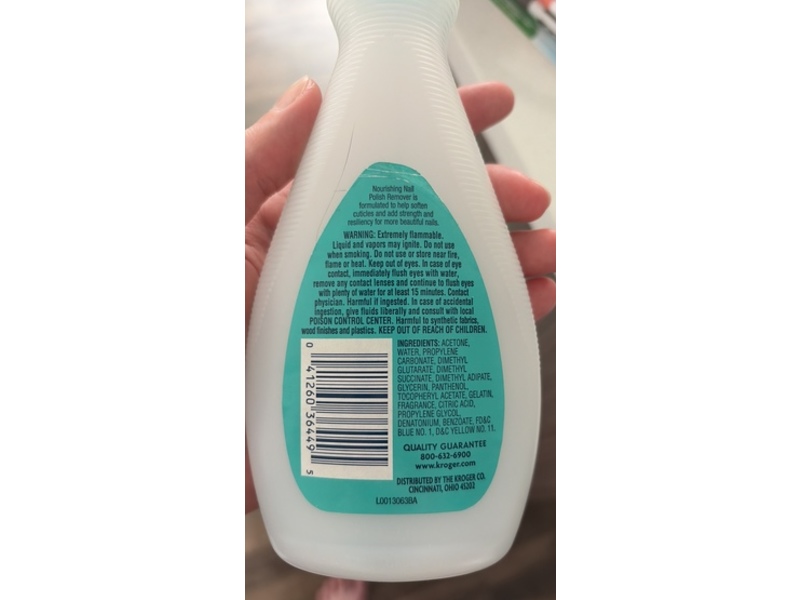 Nourishing Nail
Polish Remover is
formulated to help soften
cuticles and add strength and
resiliency for more beautiful nails.
WARNING: Extremely flammable.
Liquid and vapors may ignite. Do not use
when smoking. Do not use or store near fire,
flame or heat. Keep out of eyes. In case of eye
contact, immediately flush eyes with water,
remove any contact lenses and continue to flush eyes
with plenty of water for at least 15 minutes. Contact
physician. Harmful if ingested. In case of accidental
ingestion, give fluids liberally and consult with local
POISON CONTROL CENTER. Harmful to synthetic fabrics,
wood finishes and plastics. KEEP OUT OF REACH OF CHILDREN.
INGREDIENTS: ACETONE,
WATER, PROPYLENE
CARBONATE, DIMETHYL
GLUTARATE, DIMETHYL
SUCCINATE, DIMETHYL ADIPATE,
GLYCERIN, PANTHENOL,
TOCOPHERYL ACETATE, GELATIN,
FRAGRANCE, CITRIC ACID,
PROPYLENE GLYCOL,
DENATONIUM, BENZOATE, FD&C
BLUE NO. 1, D&C YELLOW NO. 11.
0 41260 36449 5
QUALITY GUARANTEE
800-632-6900
www.kroger.com
DISTRIBUTED BY THE KROGER CO.
CINCINNATI, OHIO 45202
L0013063BA